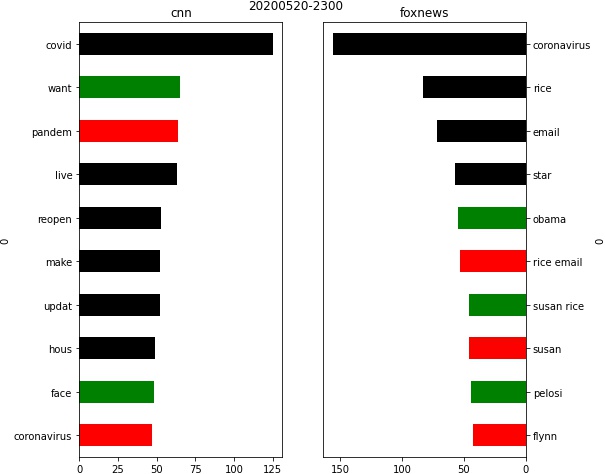 20200520-2300
cnn
foxnews
covid
want
pandem
live
reopen
make
updat
hous
face
coronavirus
0
0 25 50 75 100 125
coronavirus
rice
email
star
obama
rice email
susan rice
susan
pelosi
flynn
0
150 100 50 0